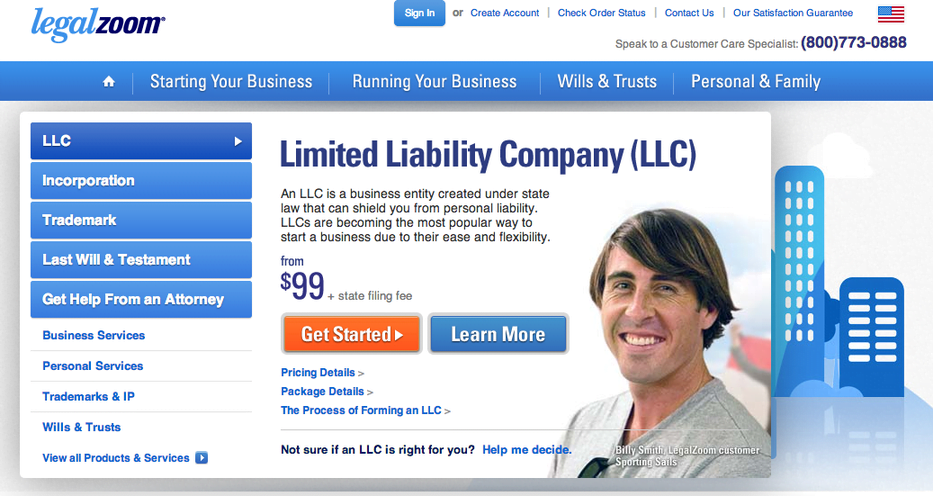 legalzoom®
Sign In or Create Account | Check Order Status | Contact Us | Our Satisfaction Guarantee
Speak to a Customer Care Specialist: (800)773-0888
Starting Your Business | Running Your Business | Wills & Trusts | Personal & Family
LLC
Incorporation
Trademark
Last Will & Testament
Get Help From an Attorney
Business Services
Personal Services
Trademarks & IP
Wills & Trusts
View all Products & Services
Limited Liability Company (LLC)
An LLC is a business entity created under state
law that can shield you from personal liability.
LLCs are becoming the most popular way to
start a business due to their ease and flexibility.
from
$99 + state filing fee
Get Started
Learn More
Pricing Details >
Package Details >
The Process of Forming an LLC >
Not sure if an LLC is right for you? Help me decide.
Billy Smith, LegalZoom customer
Sporting Sails